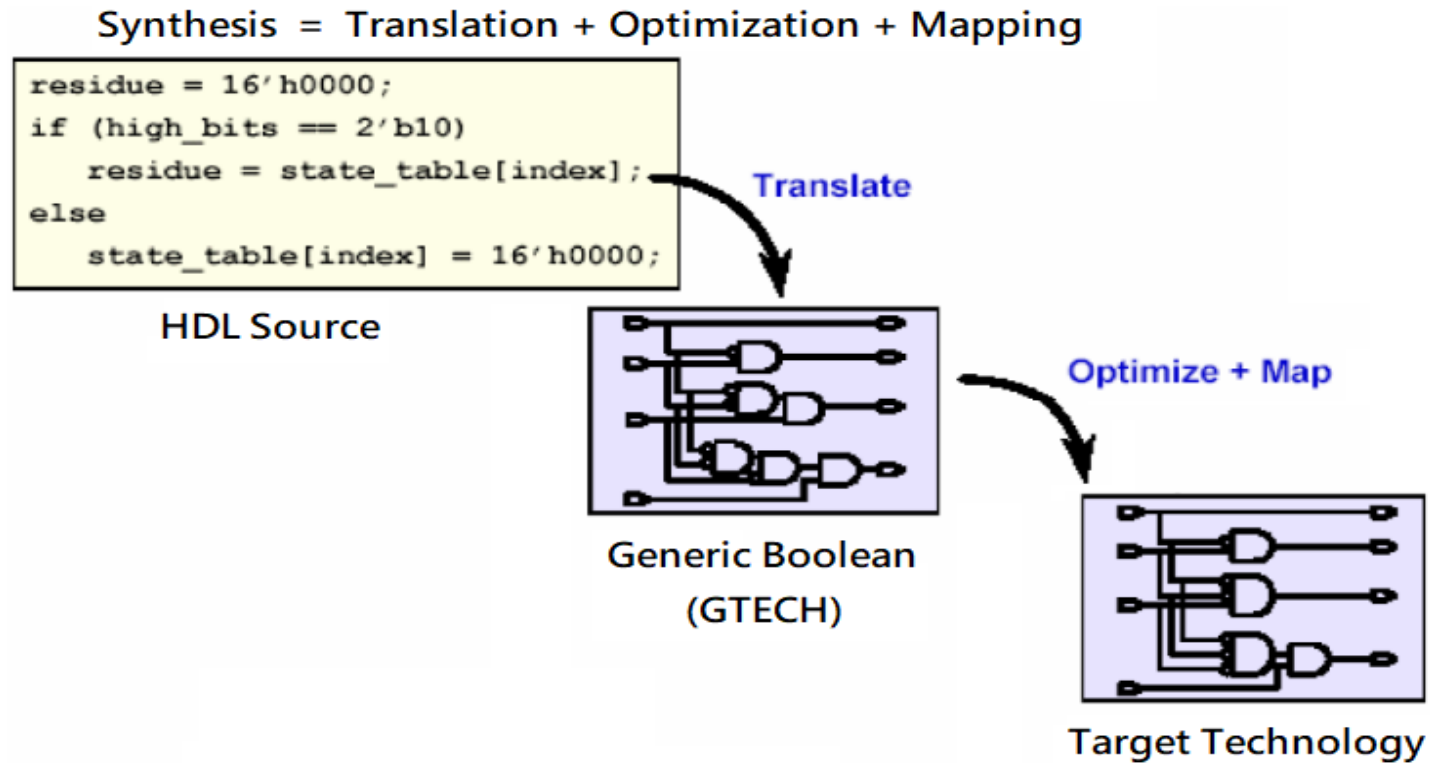 Synthesis = Translation + Optimization + Mapping
residue = 16′h0000;
if (high_bits == 2′b10)
residue = state_table[index];
else
state_table[index] = 16′h0000;
Translate
HDL Source
Optimize + Map
Generic Boolean
(GTECH)
Target Technology